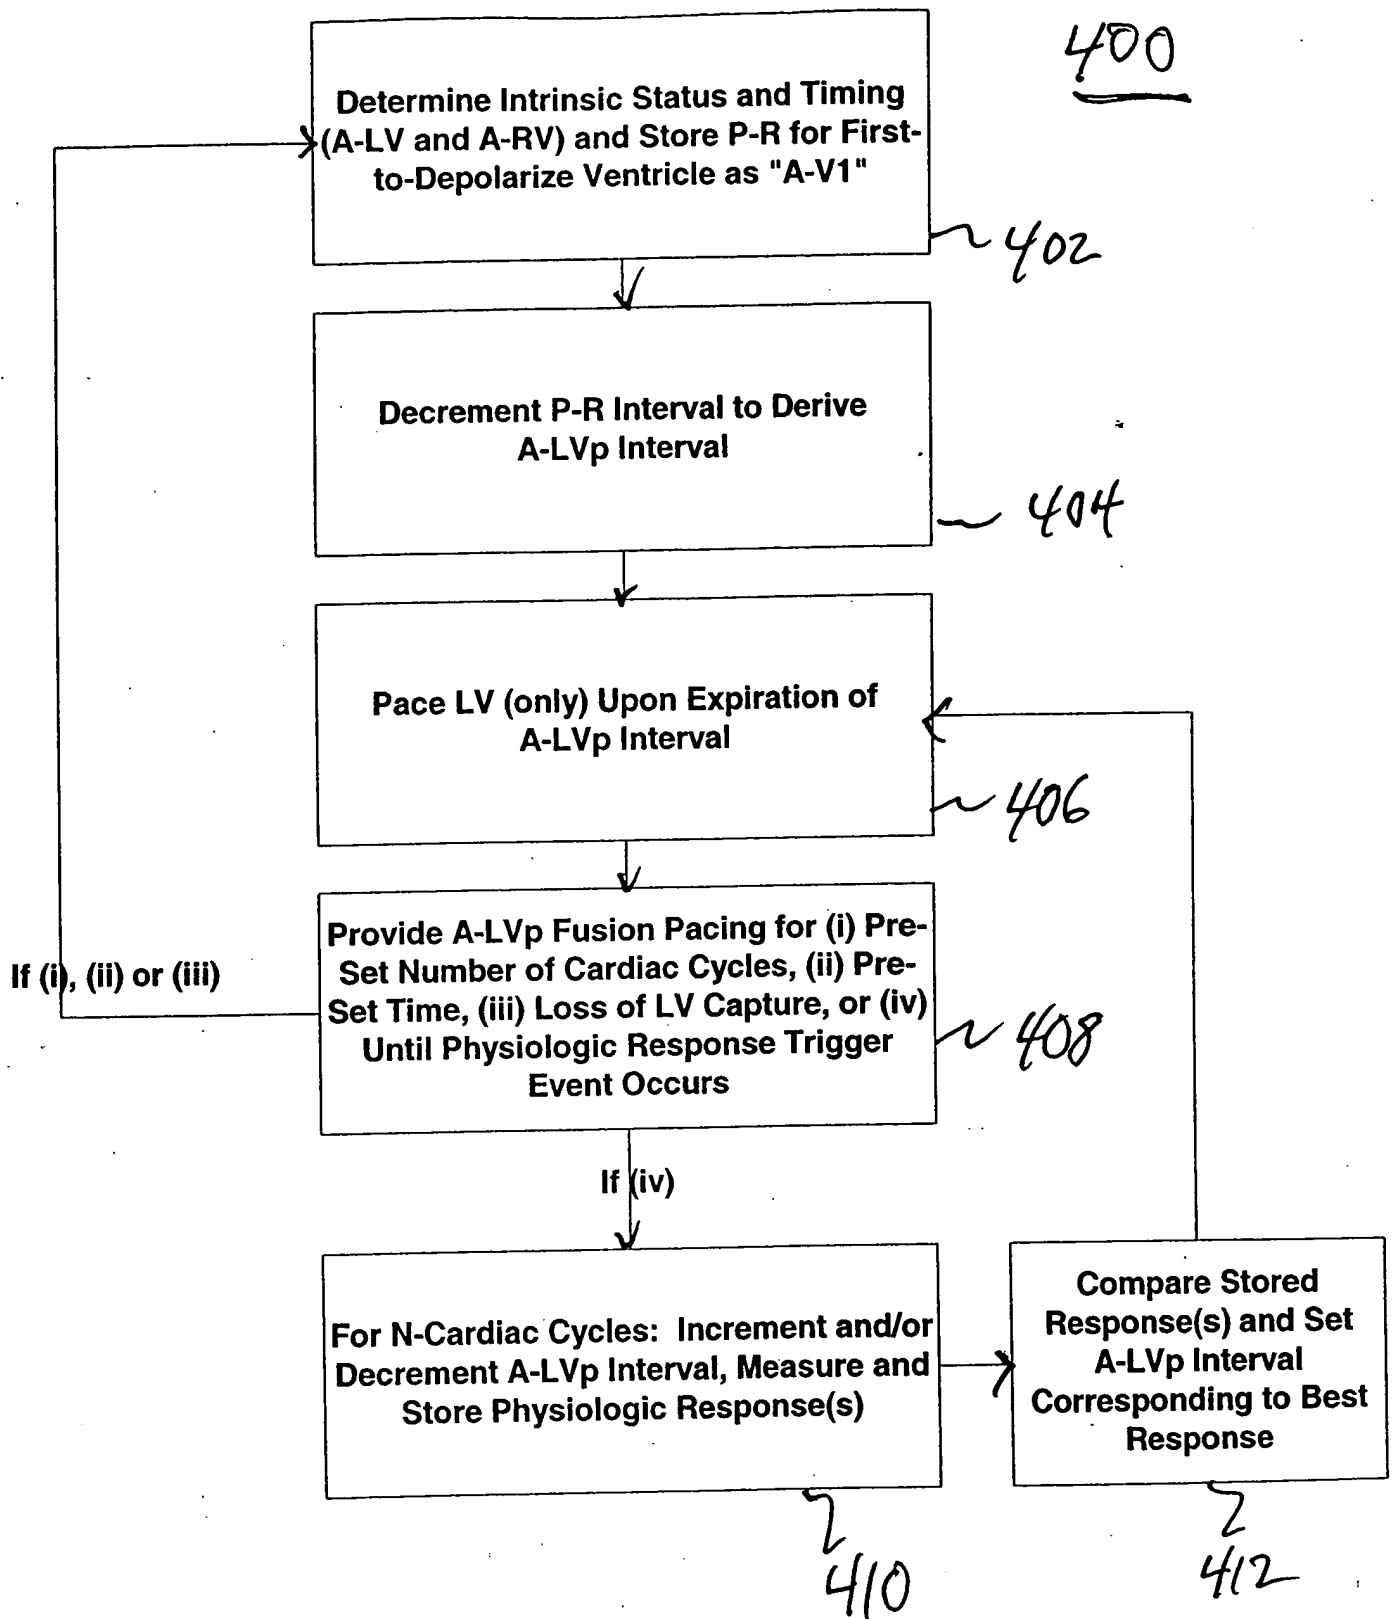 400
Determine Intrinsic Status and Timing
(A-LV and A-RV) and Store P-R for First-
to-Depolarize Ventricle as "A-V1"
402
Decrement P-R Interval to Derive
A-LVp Interval
404
Pace LV (only) Upon Expiration of
A-LVp Interval
406
Provide A-LVp Fusion Pacing for (i) Pre-
Set Number of Cardiac Cycles, (ii) Pre-
Set Time, (iii) Loss of LV Capture, or (iv)
Until Physiologic Response Trigger
Event Occurs
408
If (i), (ii) or (iii)
If (iv)
For N-Cardiac Cycles: Increment and/or
Decrement A-LVp Interval, Measure and
Store Physiologic Response(s)
410
Compare Stored
Response(s) and Set
A-LVp Interval
Corresponding to Best
Response
412